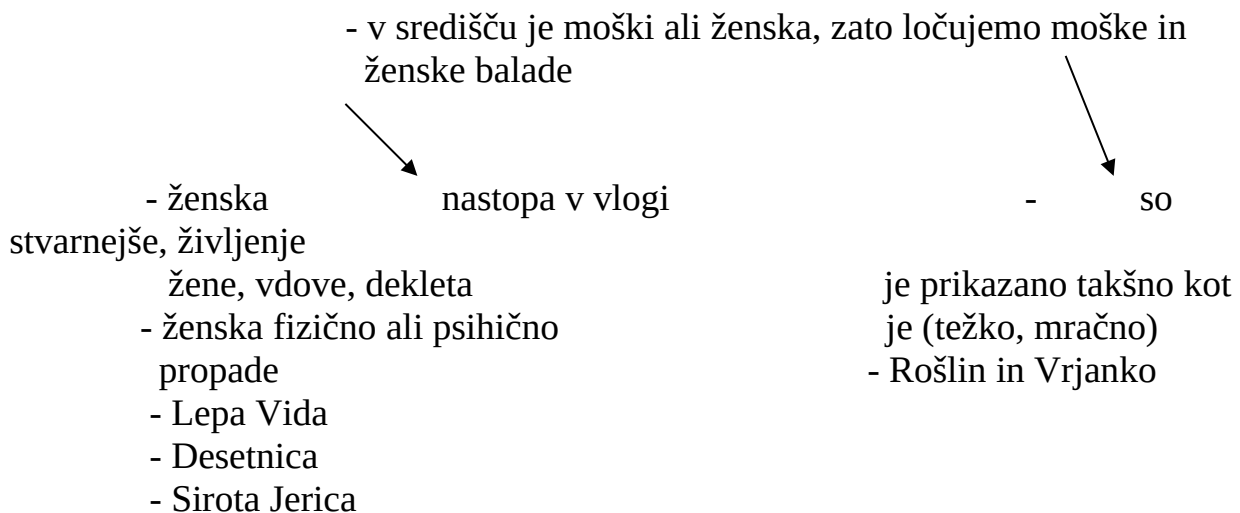 - v središču je moški ali ženska, zato ločujemo moške in
ženske balade
- ženska nastopa v vlogi - so
stvarnejše, življenje
žene, vdove, dekleta je prikazano takšno kot
- ženska fizično ali psihično je (težko, mračno)
propade - Rošlin in Vrjanko
- Lepa Vida
- Desetnica
- Sirota Jerica